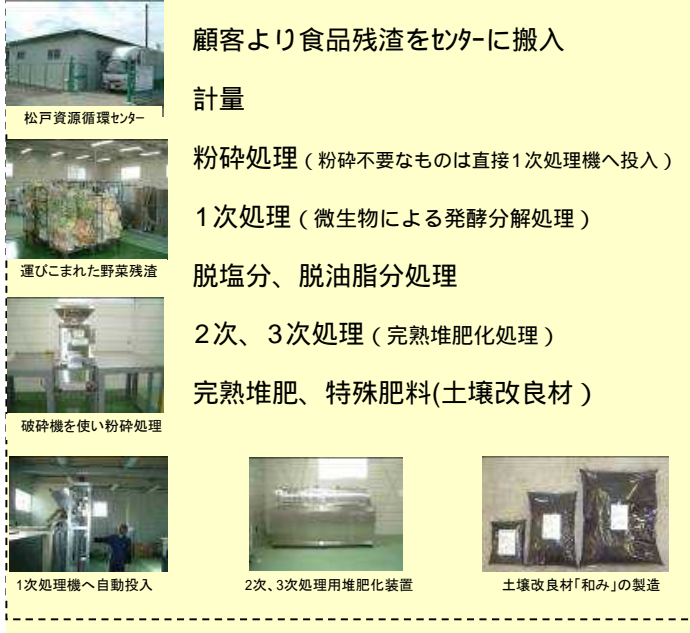 顧客より食品残渣をｾﾝﾀｰに搬入
計量
粉砕処理（粉砕不要なものは直接1次処理機へ投入）
1次処理（微生物による発酵分解処理）
脱塩分、脱油脂分処理
2次、3次処理（完熟堆肥化処理）
完熟堆肥、特殊肥料(土壌改良材）
松戸資源循環ｾﾝﾀｰ
運びこまれた野菜残渣
破砕機を使い粉砕処理
1次処理機へ自動投入
2次、3次処理用堆肥化装置
土壌改良材｢和み｣の製造